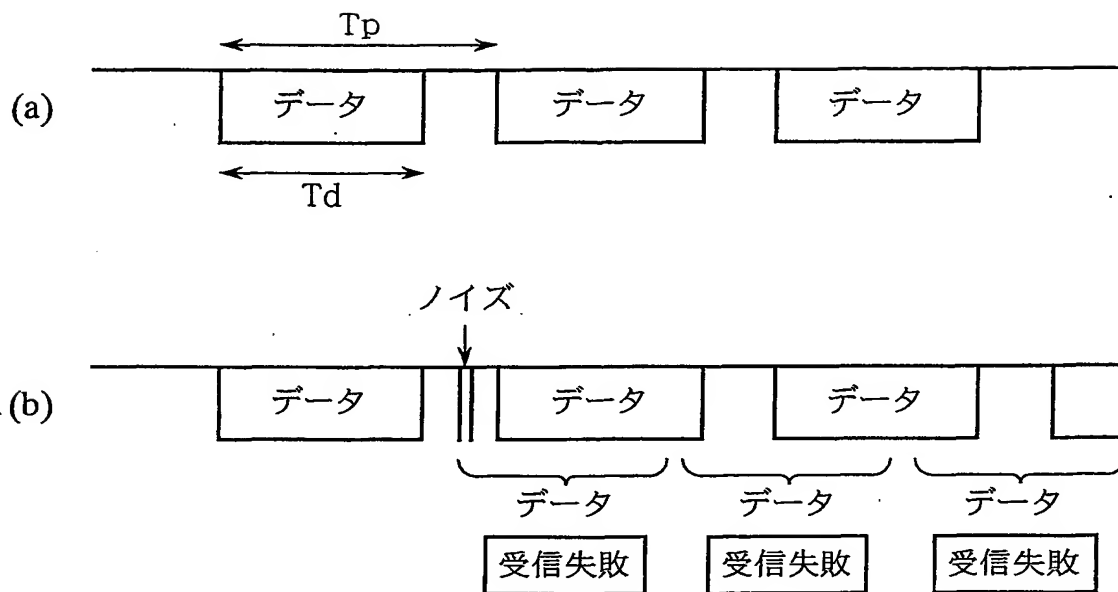 Tp
(a)
データ データ データ
Td
ノイズ
(b)
データ データ データ
データ データ データ
受信失敗 受信失敗 受信失敗